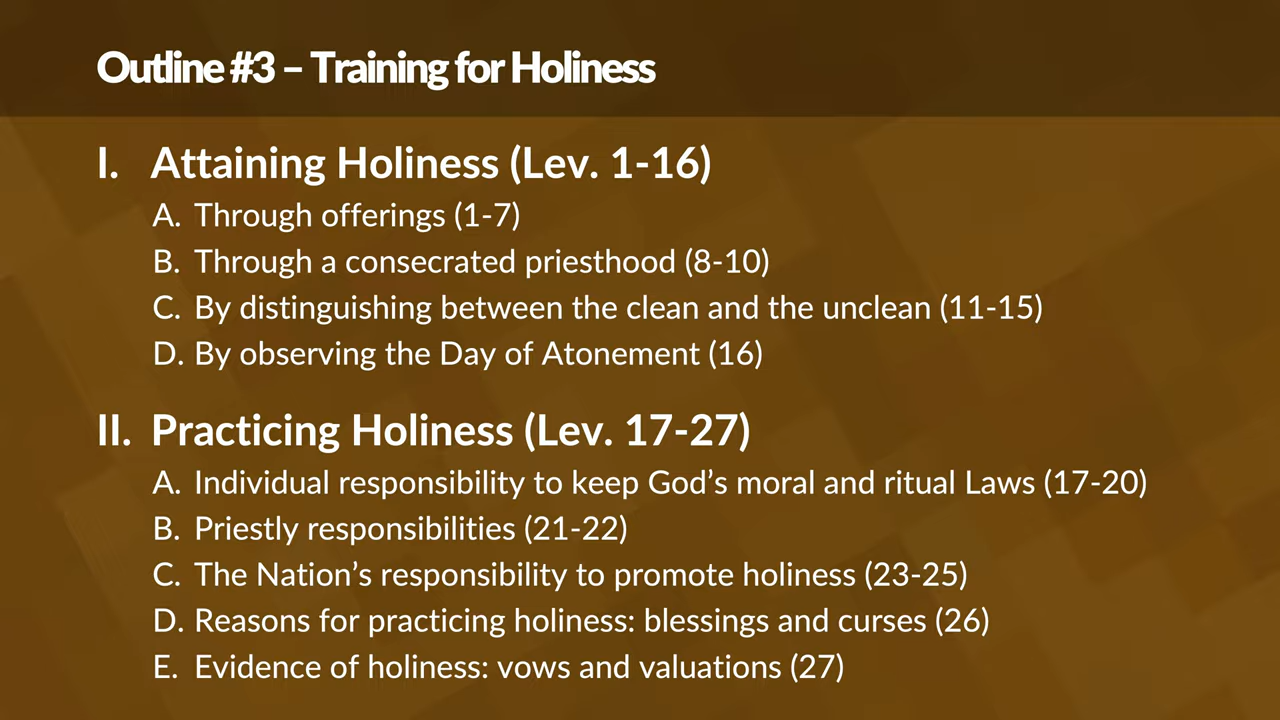 Outline #3 – Training for Holiness
I. Attaining Holiness (Lev. 1-16)
A. Through offerings (1-7)
B. Through a consecrated priesthood (8-10)
C. By distinguishing between the clean and the unclean (11-15)
D. By observing the Day of Atonement (16)
II. Practicing Holiness (Lev. 17-27)
A. Individual responsibility to keep God’s moral and ritual Laws (17-20)
B. Priestly responsibilities (21-22)
C. The Nation’s responsibility to promote holiness (23-25)
D. Reasons for practicing holiness: blessings and curses (26)
E. Evidence of holiness: vows and valuations (27)